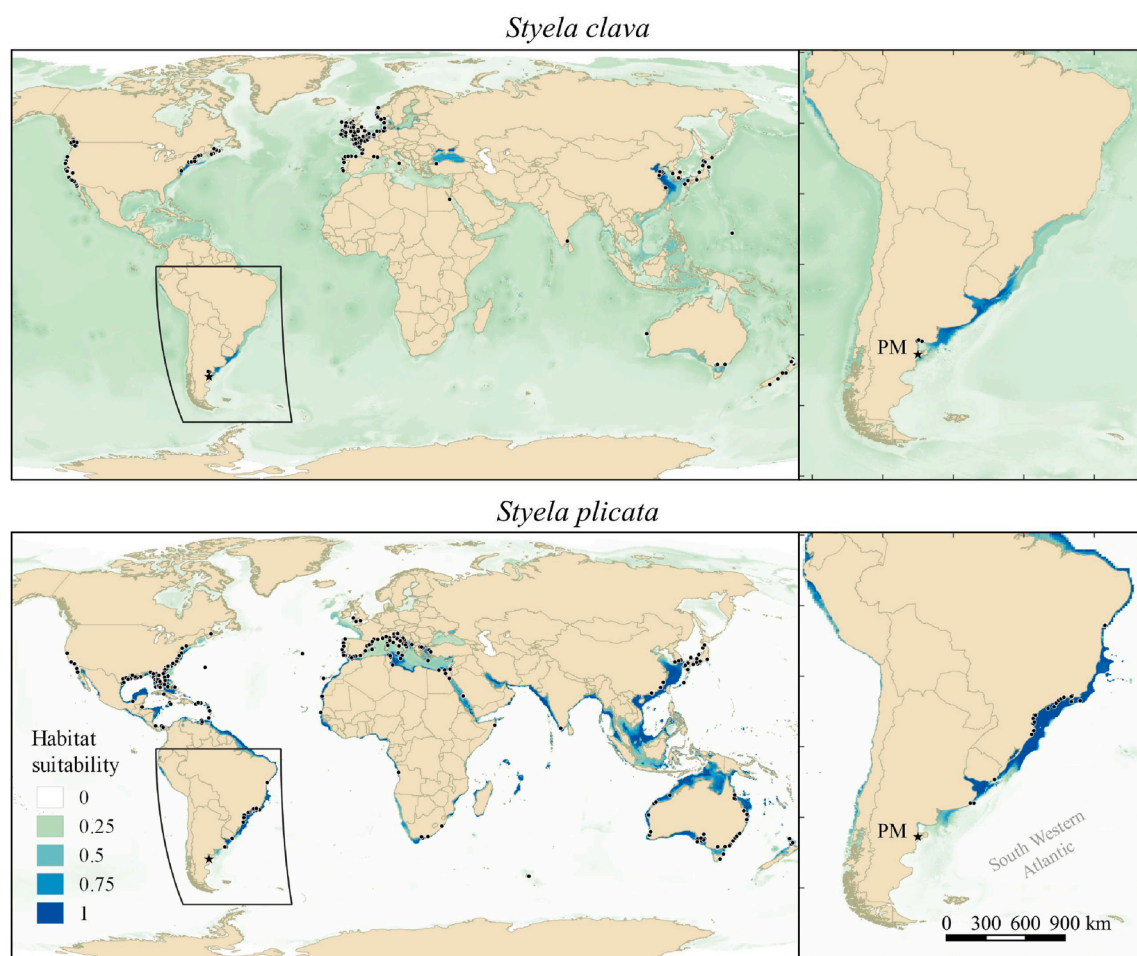 Styela clava
PM
Styela plicata
Habitat
suitability
0
0.25
0.5
0.75
1
PM
South Western
Atlantic
0 300 600 900 km